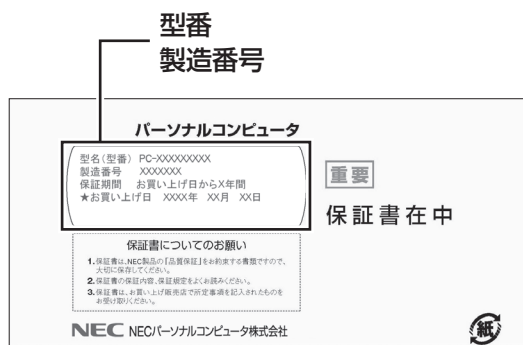 型番
製造番号
パーソナルコンピュータ
型名(型番) PC-XXXXXXXXX
製造番号 XXXXXXX
保証期間 お買い上げ日からX年間
★お買い上げ日 XXXX年 XX月 XX日
重要
保証書在中
保証書についてのお願い
1.保証書は、NEC製品の『品質保証』をお約束する書類ですので、
大切に保存してください。
2.保証書の保証内容、保証規定をよくお読みください。
3.保証書は、お買い上げ販売店で所定事項を記入されたものを
お受け取りください。
NEC NECパーソナルコンピュータ株式会社
紙